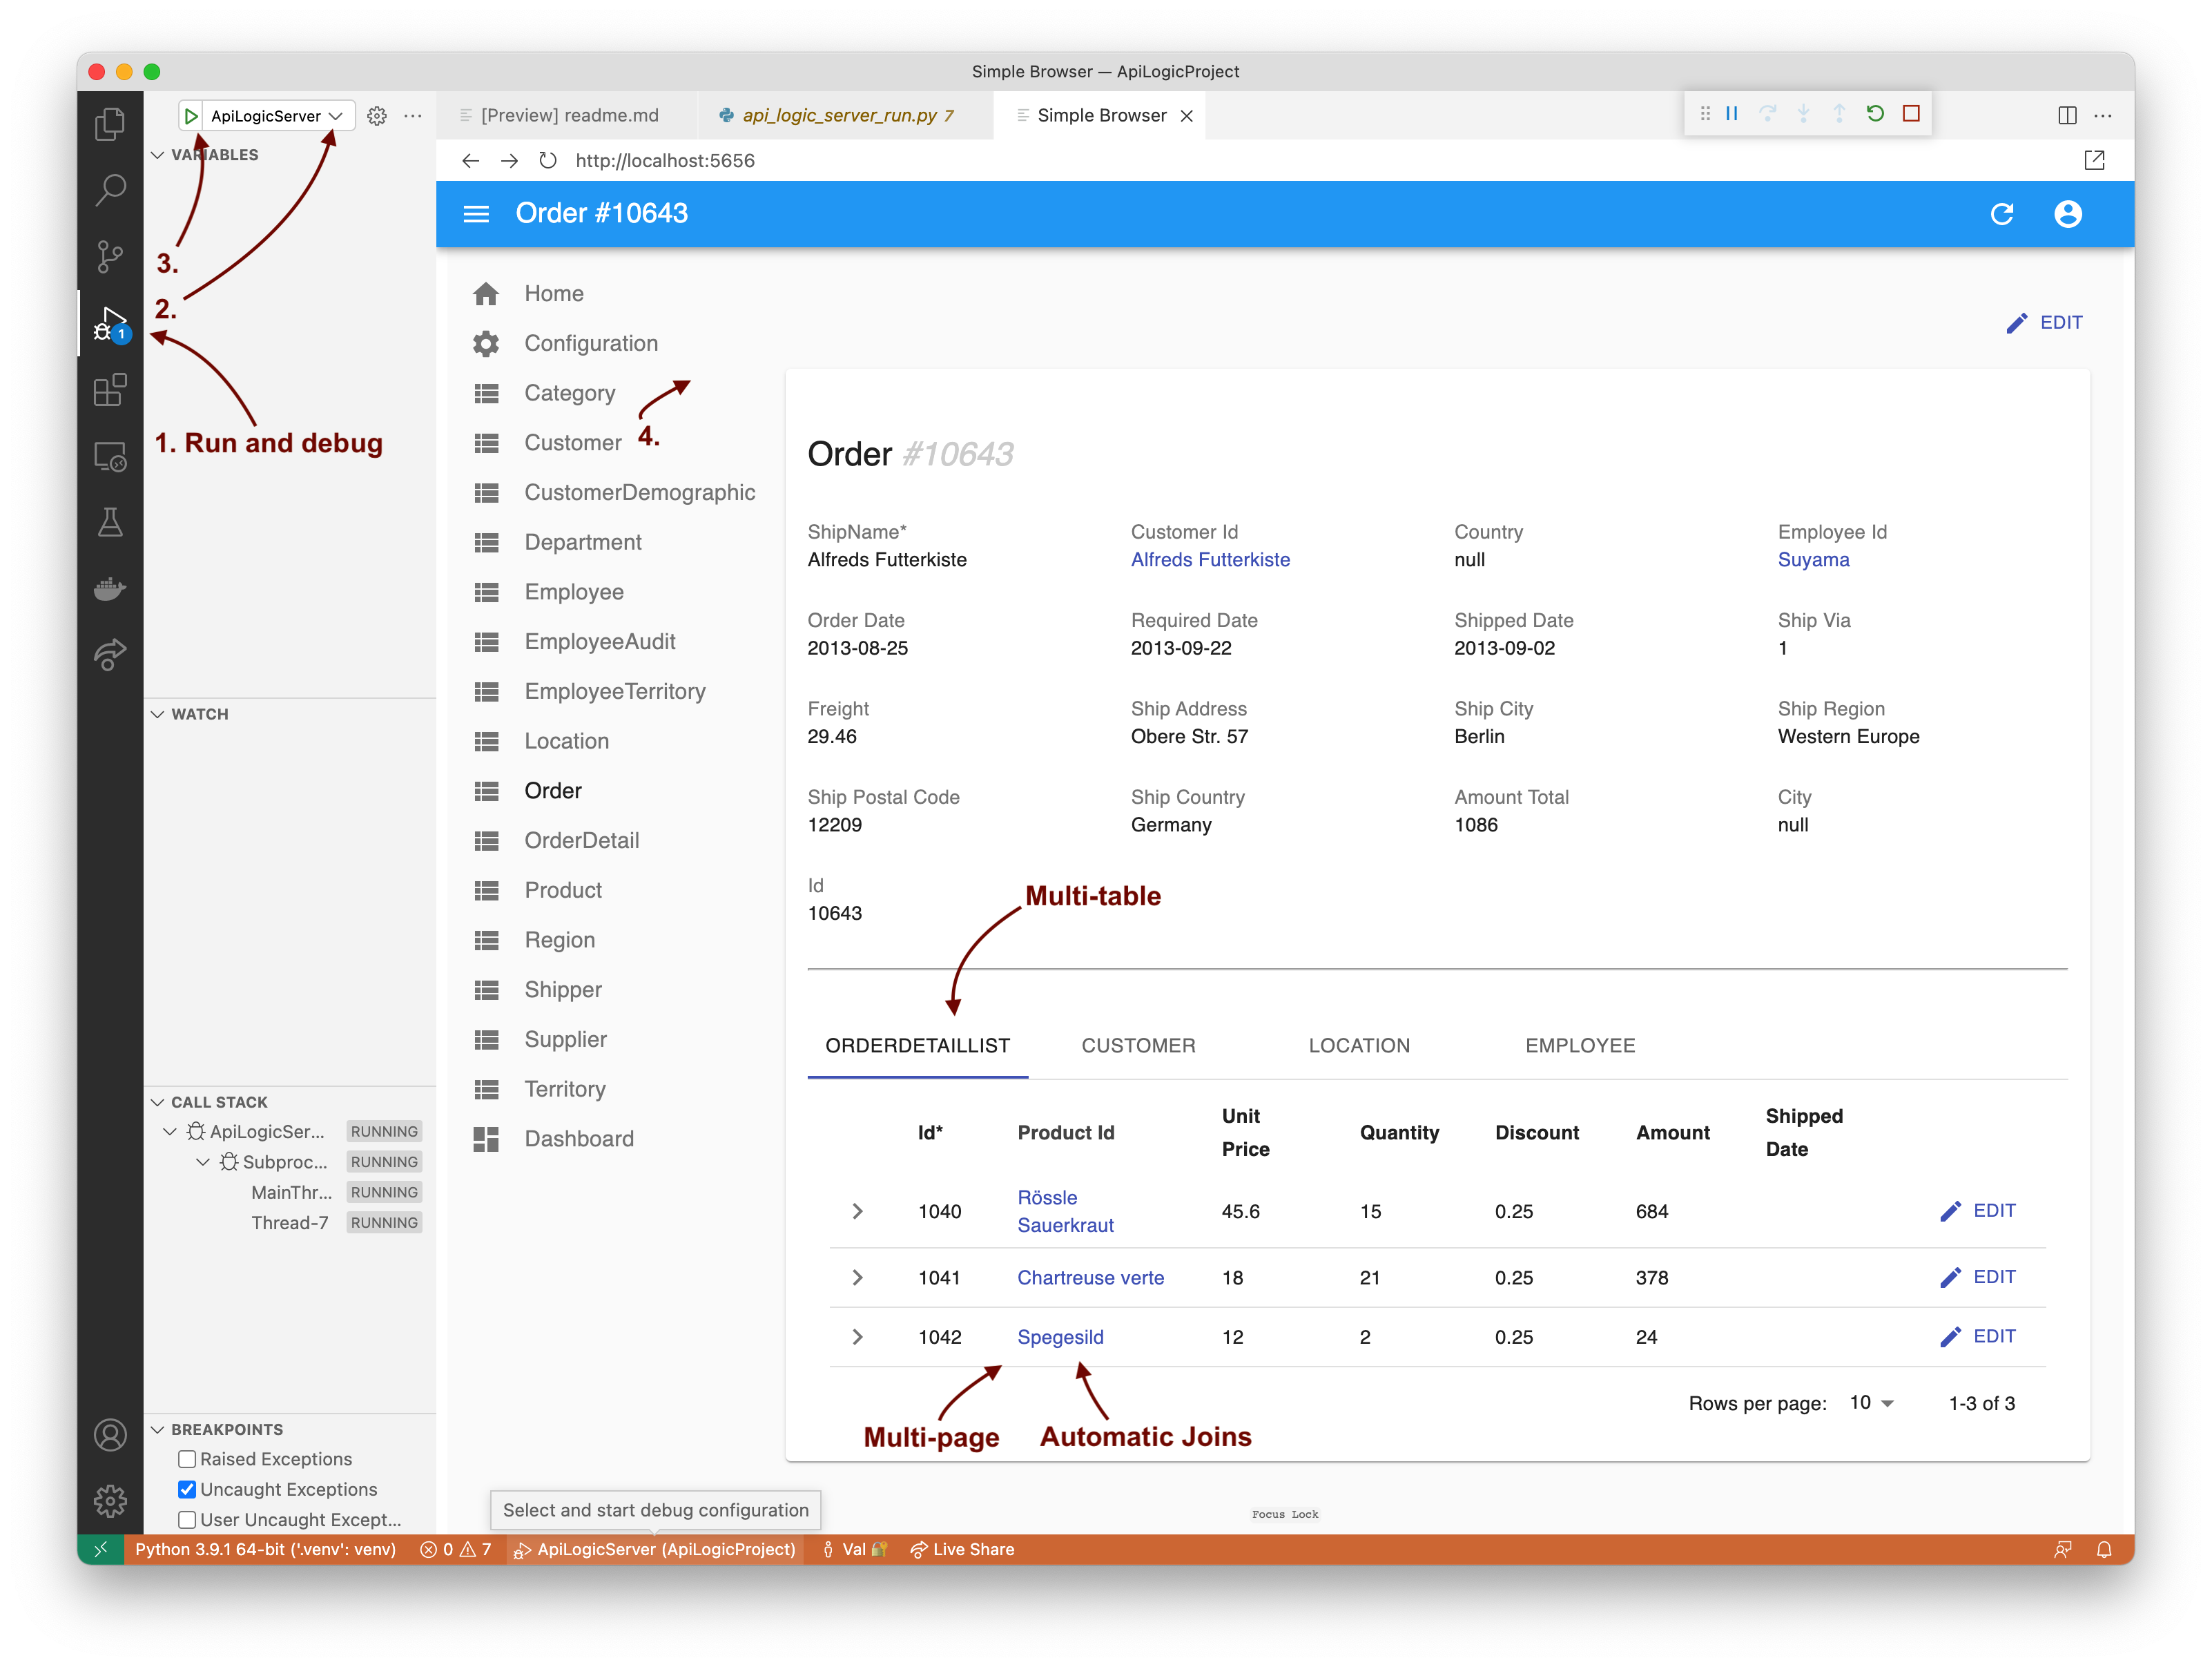 Simple Browser — ApiLogicProject
ApiLogicServer
[Preview] readme.md
api_logic_server_run.py 7
Simple Browser
http://localhost:5656
VARIABLES
3.
2.
1
1. Run and debug
WATCH
CALL STACK
ApiLogicSer... RUNNING
Subproc... RUNNING
MainThr... RUNNING
Thread-7 RUNNING
BREAKPOINTS
Raised Exceptions
Uncaught Exceptions
User Uncaught Except...
Order #10643
Home
Configuration
Category
Customer
4.
CustomerDemographic
Department
Employee
EmployeeAudit
EmployeeTerritory
Location
Order
OrderDetail
Product
Region
Shipper
Supplier
Territory
Dashboard
EDIT
Order #10643
ShipName* Customer Id Country Employee Id
Alfreds Futterkiste Alfreds Futterkiste null Suyama
Order Date Required Date Shipped Date Ship Via
2013-08-25 2013-09-22 2013-09-02 1
Freight Ship Address Ship City Ship Region
29.46 Obere Str. 57 Berlin Western Europe
Ship Postal Code Ship Country Amount Total City
12209 Germany 1086 null
Id
10643
Multi-table
ORDERDETAILLIST CUSTOMER LOCATION EMPLOYEE
Id* Product Id Unit Price Quantity Discount Amount Shipped Date
1040 Rössle Sauerkraut 45.6 15 0.25 684 EDIT
1041 Chartreuse verte 18 21 0.25 378 EDIT
1042 Spegesild 12 2 0.25 24 EDIT
Rows per page: 10 1-3 of 3
Multi-page Automatic Joins
Select and start debug configuration
Focus Lock
Python 3.9.1 64-bit ('.venv': venv) 0 7 ApiLogicServer (ApiLogicProject) Val Live Share